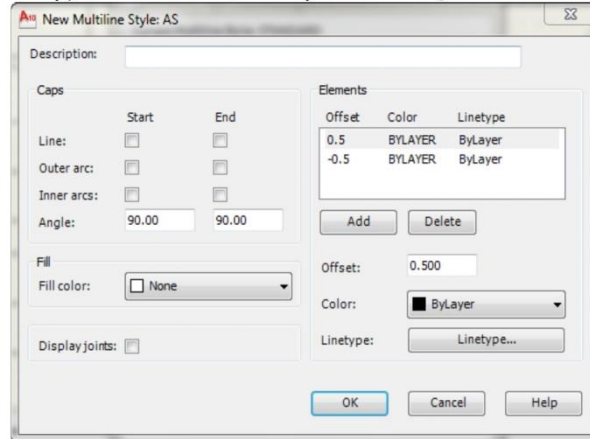 New Multiline Style: AS
Description:
Caps
Start End
Line:
Outer arc:
Inner arcs:
Angle: 90.00 90.00
Fill
Fill color: None
Display joints:
Elements
Offset Color Linetype
0.5 BYLAYER ByLayer
-0.5 BYLAYER ByLayer
Add Delete
Offset: 0.500
Color: ByLayer
Linetype: Linetype...
OK Cancel Help